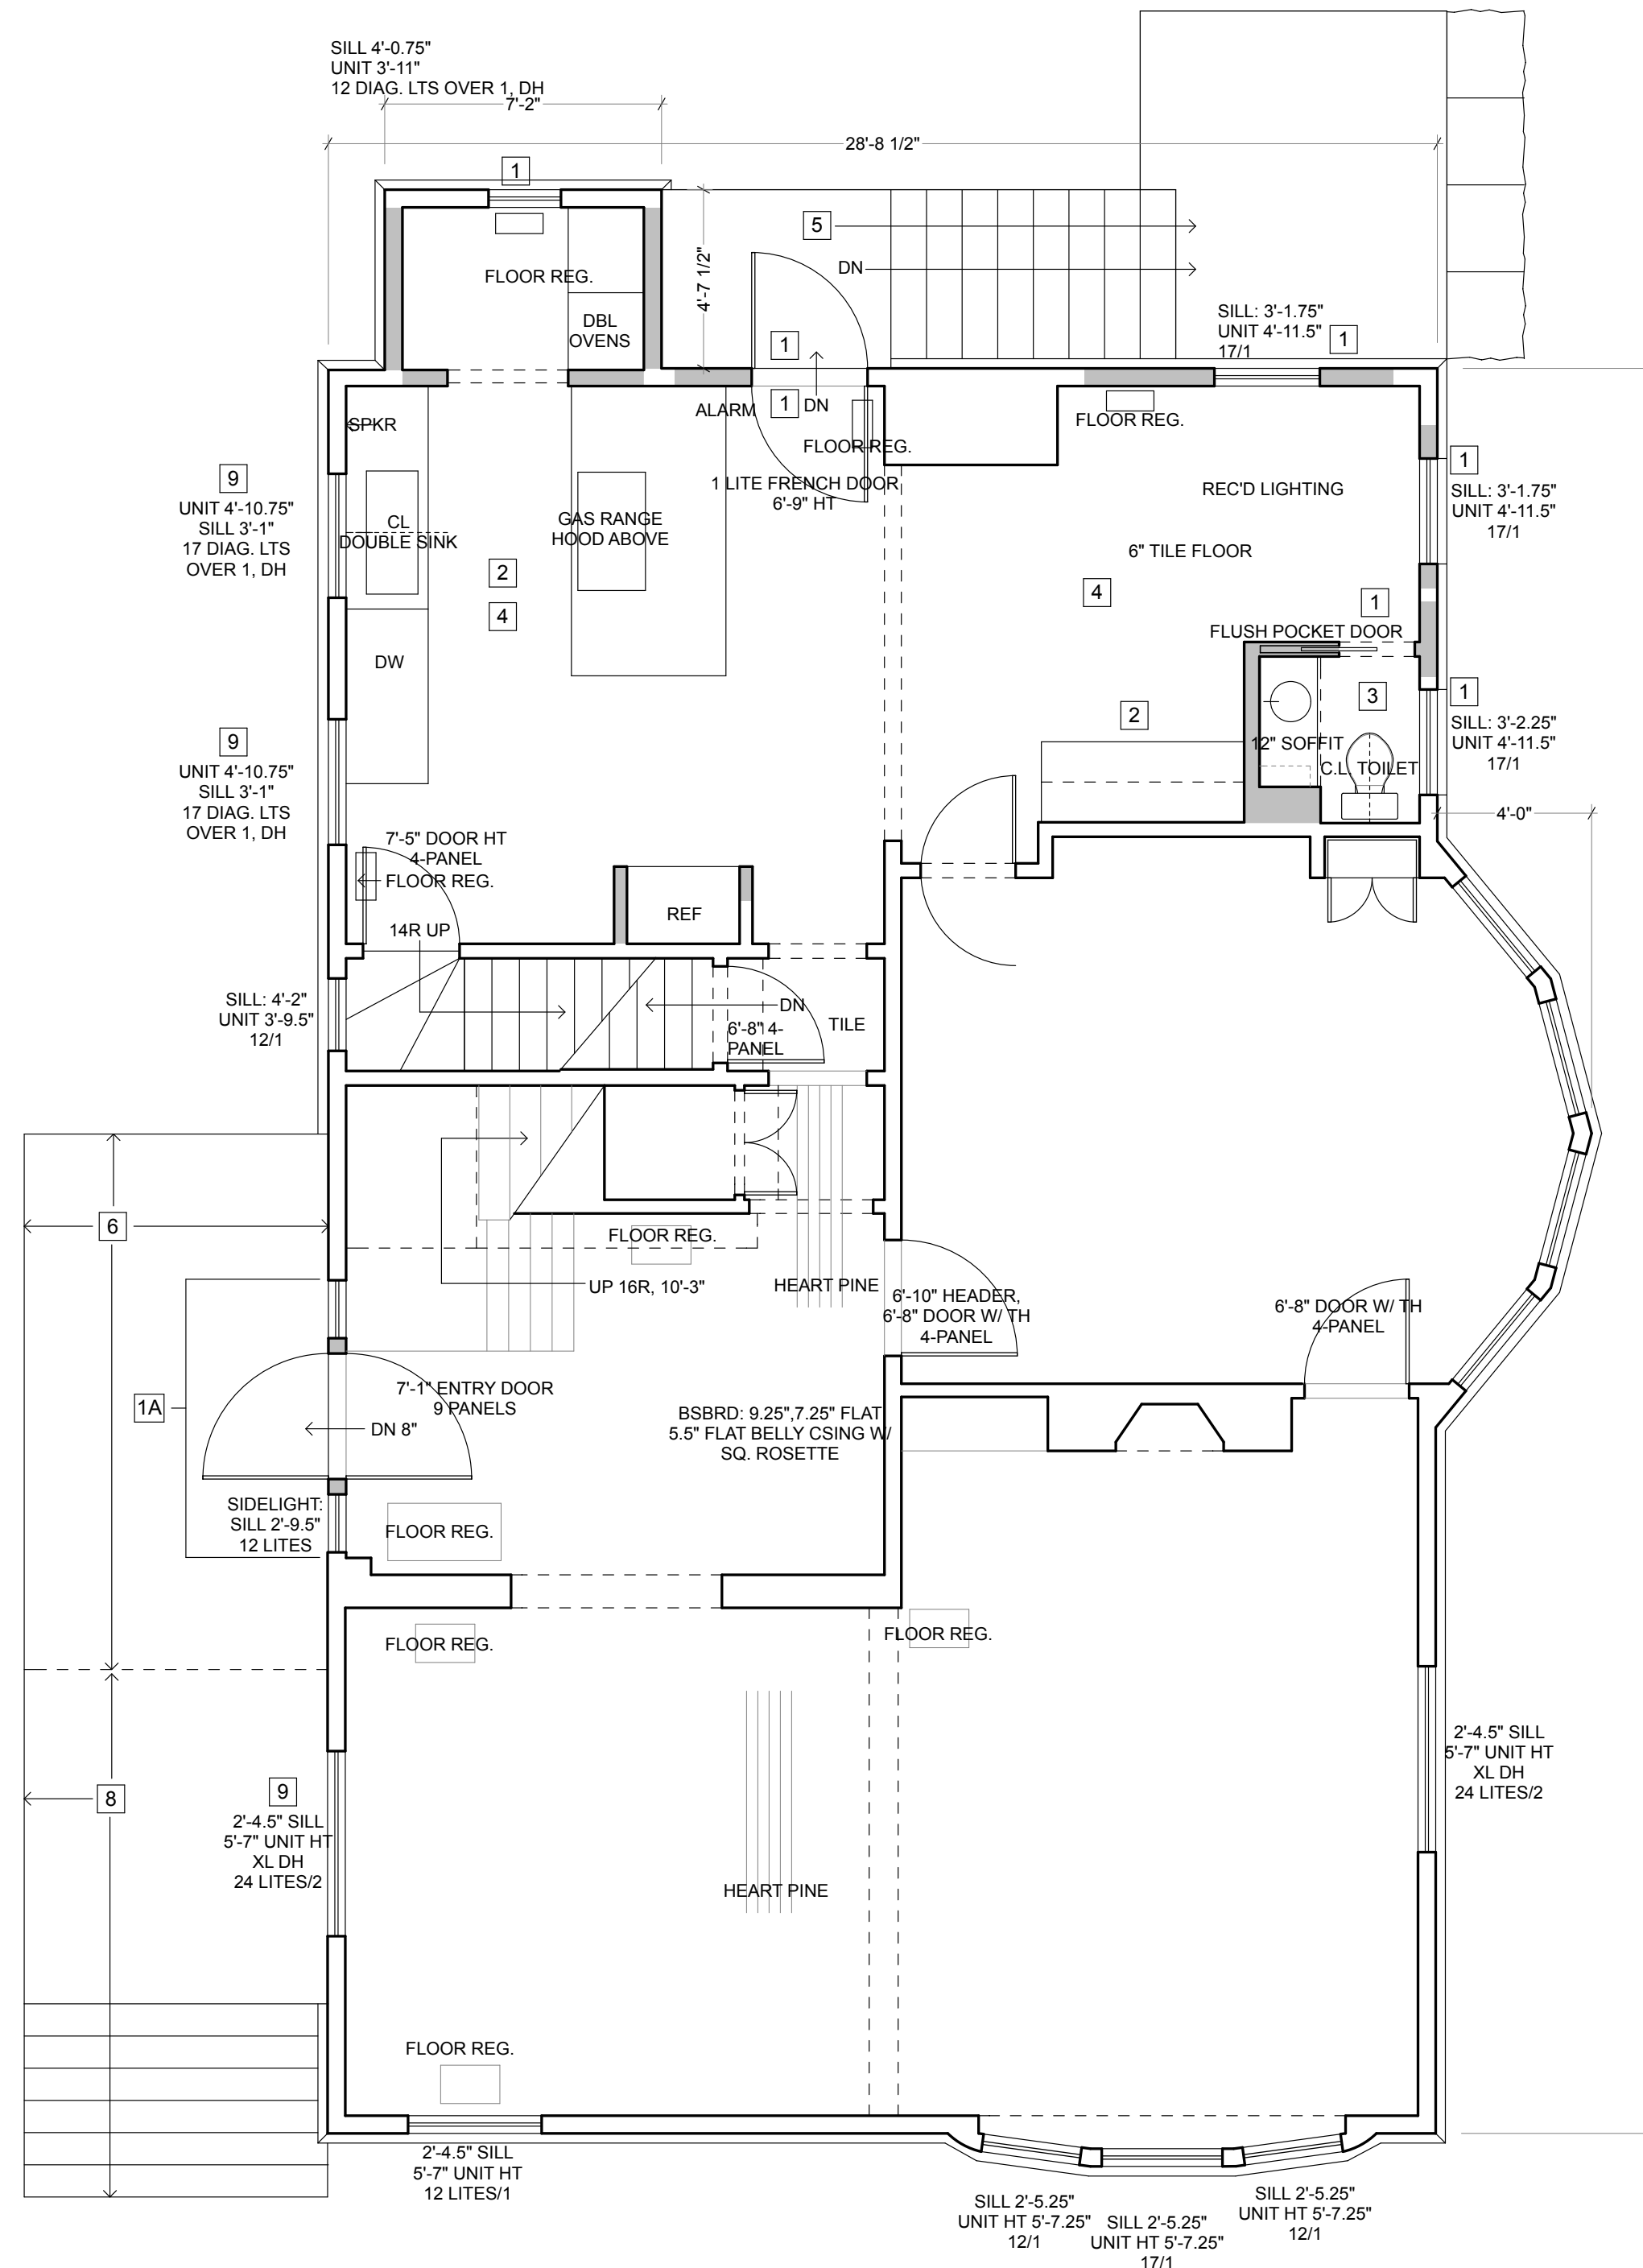 SILL 4'-0.75"
UNIT 3'-11"
12 DIAG. LTS OVER 1, DH
7'-2"
28'-8 1/2"
1
5
DN
4'-7 1/2"
FLOOR REG.
DBL
OVENS
SILL: 3'-1.75"
UNIT 4'-11.5"
17/1
1
1
1
DN
ALARM
FLOOR REG.
1 LITE FRENCH DOOR
6'-9" HT
FLOOR REG.
SPKR
9
UNIT 4'-10.75"
SILL 3'-1"
17 DIAG. LTS
OVER 1, DH
CL
DOUBLE SINK
GAS RANGE
HOOD ABOVE
REC'D LIGHTING
1
SILL: 3'-1.75"
UNIT 4'-11.5"
17/1
6" TILE FLOOR
2
4
4
1
FLUSH POCKET DOOR
DW
3
1
SILL: 3'-2.25"
UNIT 4'-11.5"
17/1
2
12" SOFFIT
C.L. TOILET
9
UNIT 4'-10.75"
SILL 3'-1"
17 DIAG. LTS
OVER 1, DH
4'-0"
7'-5" DOOR HT
4-PANEL
FLOOR REG.
REF
14R UP
SILL: 4'-2"
UNIT 3'-9.5"
12/1
DN
6'-8" 4-
PANEL
TILE
6
FLOOR REG.
UP 16R, 10'-3"
HEART PINE
6'-10" HEADER,
6'-8" DOOR W/ TH
4-PANEL
6'-8" DOOR W/ TH
4-PANEL
1A
7'-1" ENTRY DOOR
9 PANELS
DN 8"
BSBRD: 9.25",7.25" FLAT
5.5" FLAT BELLY CSING W/
SQ. ROSETTE
SIDELIGHT:
SILL 2'-9.5"
12 LITES
FLOOR REG.
FLOOR REG.
FLOOR REG.
8
9
2'-4.5" SILL
5'-7" UNIT HT
XL DH
24 LITES/2
2'-4.5" SILL
5'-7" UNIT HT
XL DH
24 LITES/2
HEART PINE
FLOOR REG.
2'-4.5" SILL
5'-7" UNIT HT
12 LITES/1
SILL 2'-5.25"
UNIT HT 5'-7.25"
12/1
SILL 2'-5.25"
UNIT HT 5'-7.25"
17/1
SILL 2'-5.25"
UNIT HT 5'-7.25"
12/1